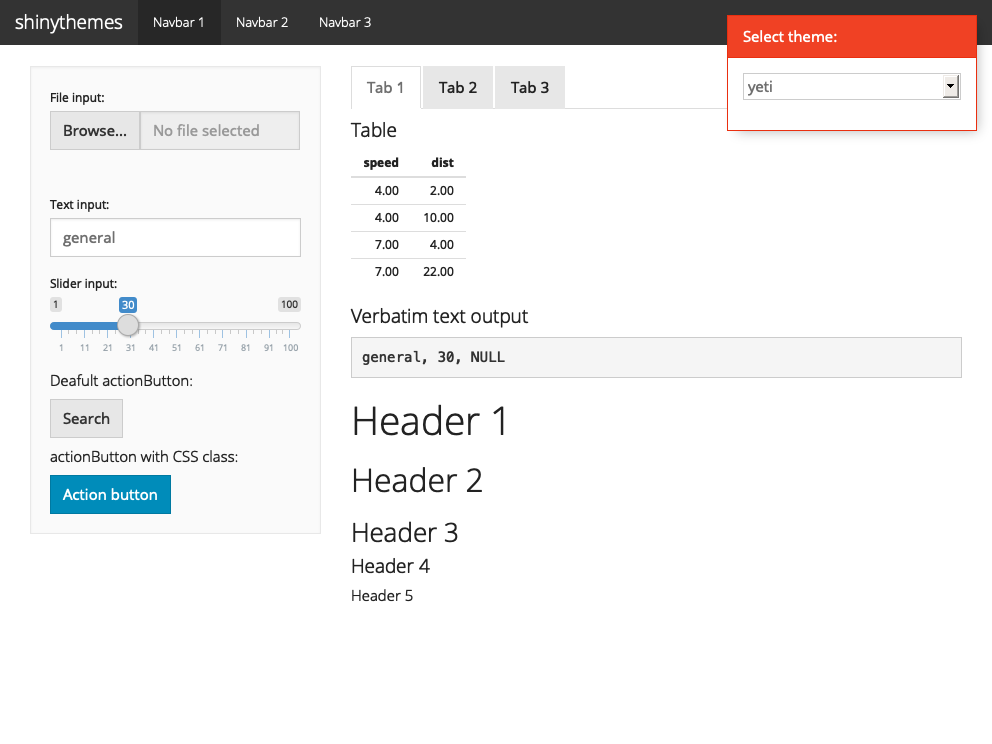 shinythemes Navbar 1 Navbar 2 Navbar 3
Select theme:
yeti
File input:
Browse... No file selected
Text input:
general
Slider input:
1 30 100
1 11 21 31 41 51 61 71 81 91 100
Deafult actionButton:
Search
actionButton with CSS class:
Action button
Tab 1 Tab 2 Tab 3
Table
speed dist
4.00 2.00
4.00 10.00
7.00 4.00
7.00 22.00
Verbatim text output
general, 30, NULL
Header 1
Header 2
Header 3
Header 4
Header 5